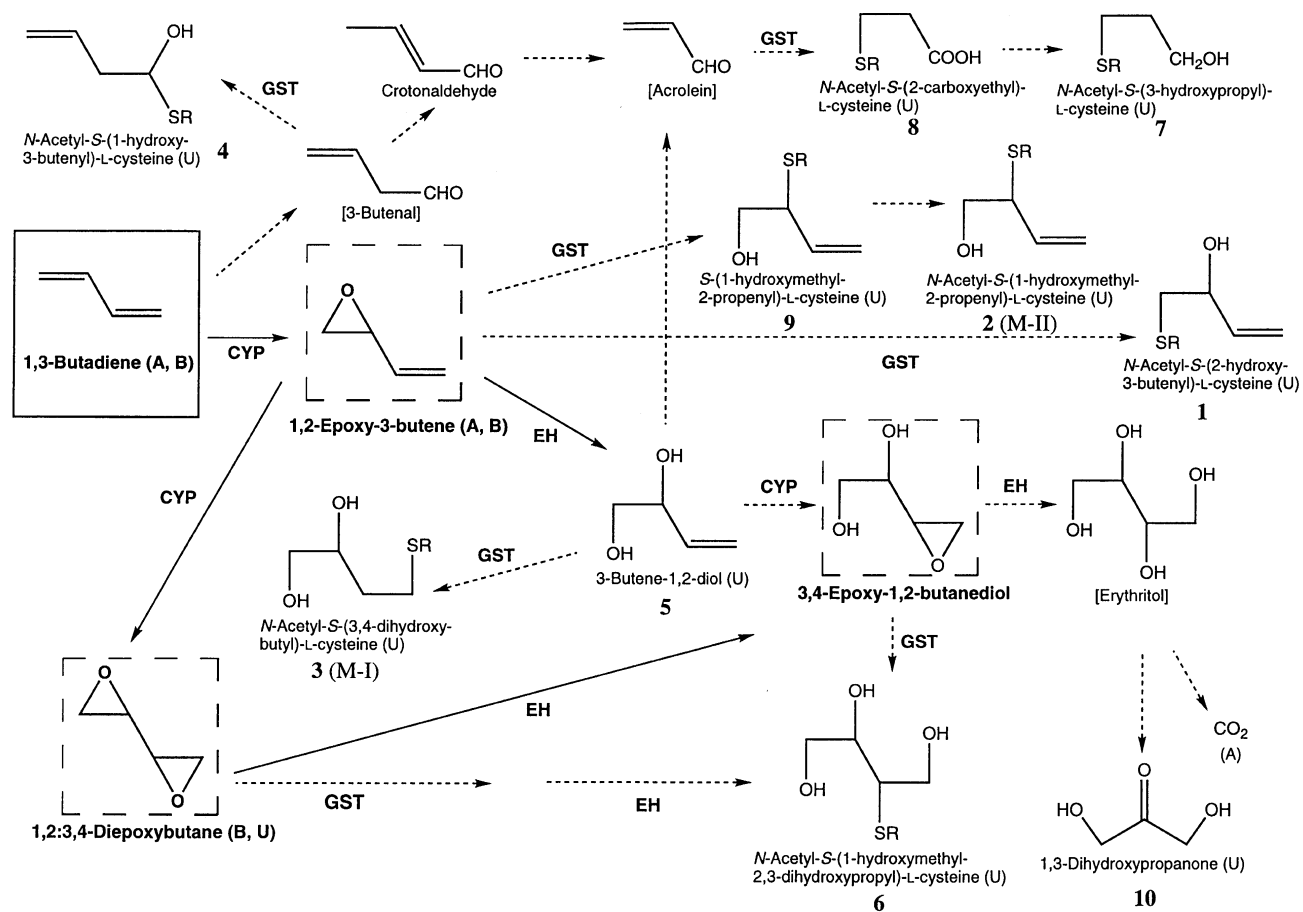 OH
SR
N-Acetyl-S-(1-hydroxy-
3-butenyl)-L-cysteine (U)
4
GST
CHO
Crotonaldehyde
CHO
[3-Butenal]
CHO
[Acrolein]
GST
SR
COOH
N-Acetyl-S-(2-carboxyethyl)-
L-cysteine (U)
8
SR
CH2OH
N-Acetyl-S-(3-hydroxypropyl)-
L-cysteine (U)
7
1,3-Butadiene (A, B)
CYP
O
1,2-Epoxy-3-butene (A, B)
GST
SR
OH
S-(1-hydroxymethyl-
2-propenyl)-L-cysteine (U)
9
SR
OH
N-Acetyl-S-(1-hydroxymethyl-
2-propenyl)-L-cysteine (U)
2 (M-II)
GST
OH
SR
N-Acetyl-S-(2-hydroxy-
3-butenyl)-L-cysteine (U)
1
EH
CYP
OH
OH
3-Butene-1,2-diol (U)
5
CYP
OH
OH
O
3,4-Epoxy-1,2-butanediol
EH
OH
OH
OH
OH
[Erythritol]
GST
OH
SR
OH
N-Acetyl-S-(3,4-dihydroxy-
butyl)-L-cysteine (U)
3 (M-I)
GST
O
O
1,2:3,4-Diepoxybutane (B, U)
EH
GST
EH
OH
OH
OH
SR
N-Acetyl-S-(1-hydroxymethyl-
2,3-dihydroxypropyl)-L-cysteine (U)
6
CO2
(A)
O
HO
OH
1,3-Dihydroxypropanone (U)
10